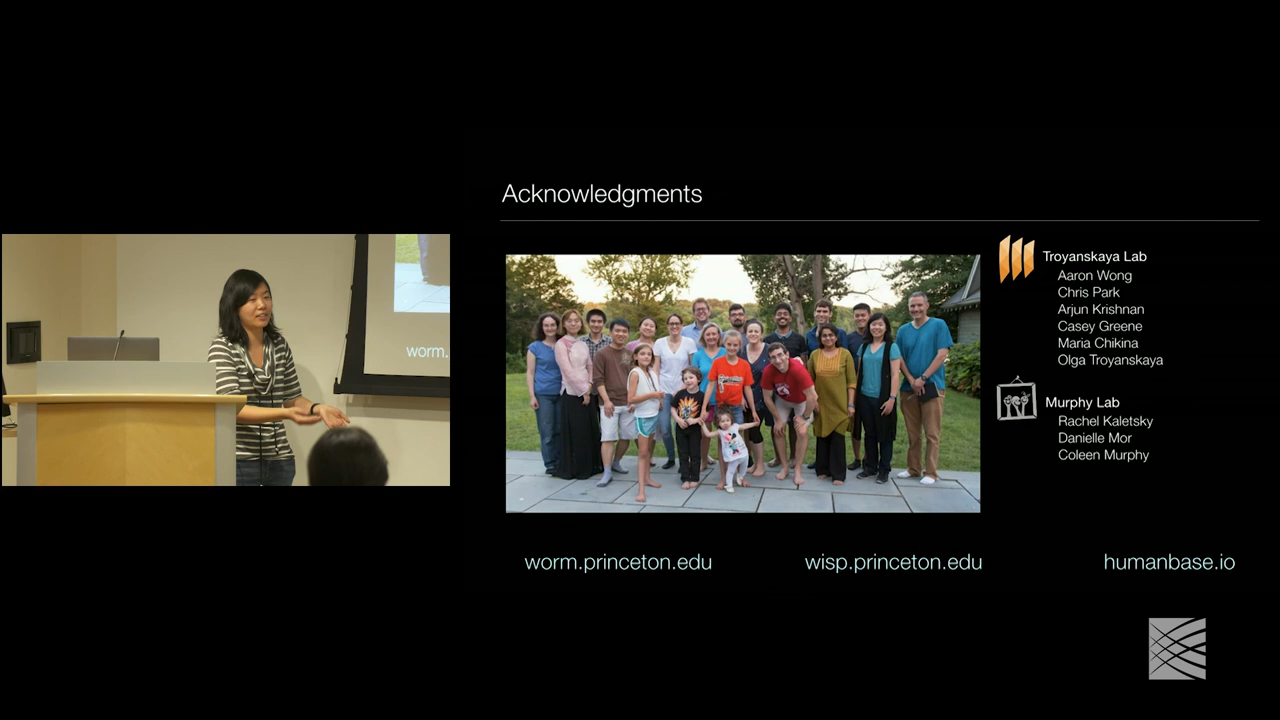 Acknowledgments
Troyanskaya Lab
Aaron Wong
Chris Park
Arjun Krishnan
Casey Greene
Maria Chikina
Olga Troyanskaya
Murphy Lab
Rachel Kaletsky
Danielle Mor
Coleen Murphy
worm.
worm.princeton.edu
wisp.princeton.edu
humanbase.io